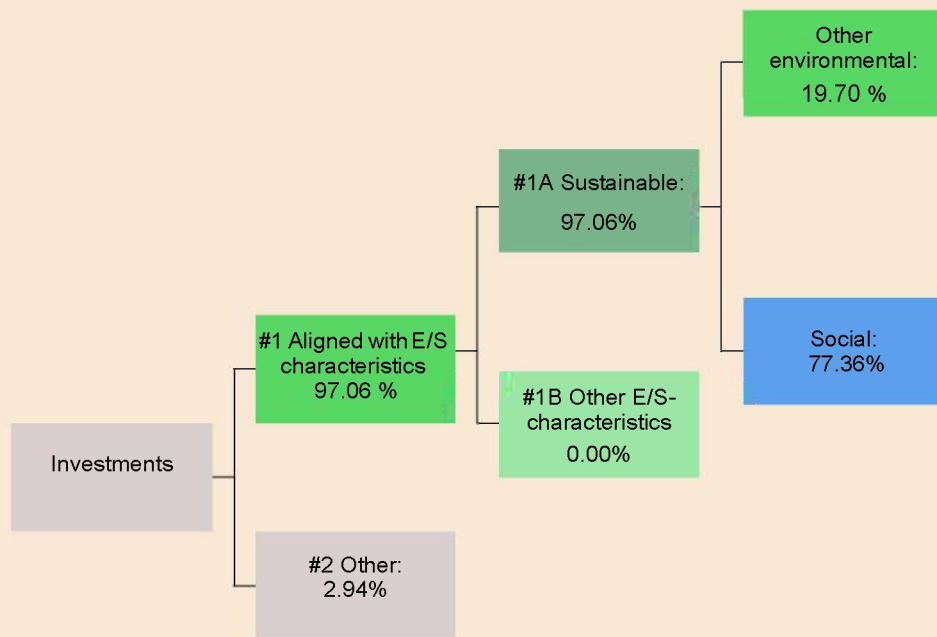 Other
environmental:
19.70 %
#1A Sustainable:
97.06%
Social:
77.36%
#1 Aligned with E/S
characteristics
97.06 %
#1B Other E/S-
characteristics
0.00%
Investments
#2 Other:
2.94%